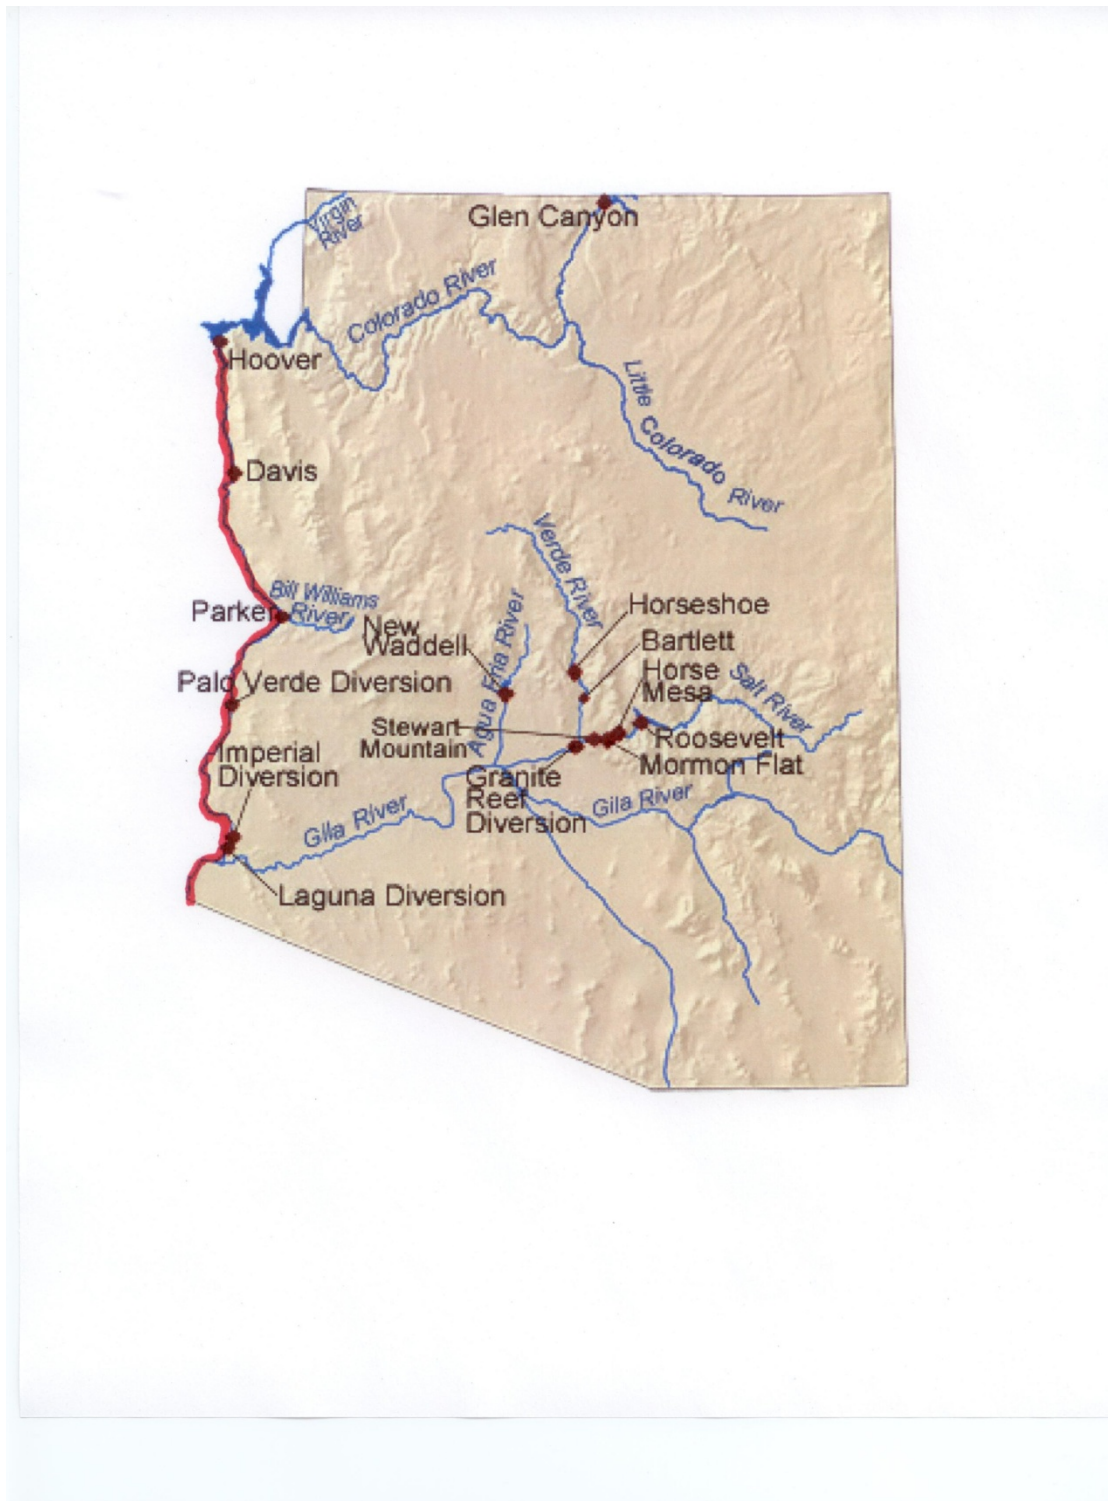 Virgin
River
Glen Canyon
Colorado River
Hoover
Little Colorado River
Davis
Verde River
Bill Williams
River
Parker
Horseshoe
New
Waddell
Agua Fria River
Bartlett
Horse
Mesa
Salt River
Palo Verde Diversion
Stewart
Mountain
Roosevelt
Mormon Flat
Imperial
Diversion
Granite
Reef
Diversion
Gila River
Gila River
Laguna Diversion